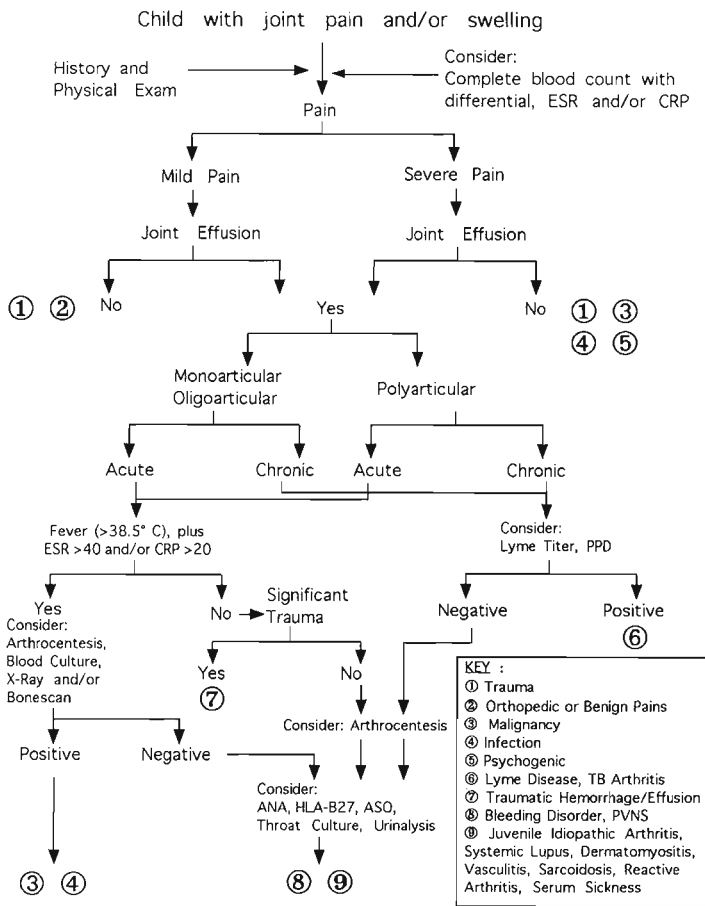 Child with joint pain and/or swelling
History and
Physical Exam
Consider:
Complete blood count with
differential, ESR and/or CRP
Pain
Mild Pain
Severe Pain
Joint Effusion
Joint Effusion
① ② No
Yes
No ① ③
④ ⑤
Monoarticular
Oligoarticular
Polyarticular
Acute
Chronic
Acute
Chronic
Fever (>38.5° C), plus
ESR >40 and/or CRP >20
Consider:
Lyme Titer, PPD
Yes
Consider:
Arthrocentesis,
Blood Culture,
X-Ray and/or
Bonescan
No
Significant
Trauma
Negative
Positive
⑥
Yes
⑦
No
Consider: Arthrocentesis
Positive
Negative
Consider:
ANA, HLA-B27, ASO,
Throat Culture, Urinalysis
③ ④
⑧ ⑨
KEY :
① Trauma
② Orthopedic or Benign Pains
③ Malignancy
④ Infection
⑤ Psychogenic
⑥ Lyme Disease, TB Arthritis
⑦ Traumatic Hemorrhage/Effusion
⑧ Bleeding Disorder, PVNS
⑨ Juvenile Idiopathic Arthritis,
Systemic Lupus, Dermatomyositis,
Vasculitis, Sarcoidosis, Reactive
Arthritis, Serum Sickness